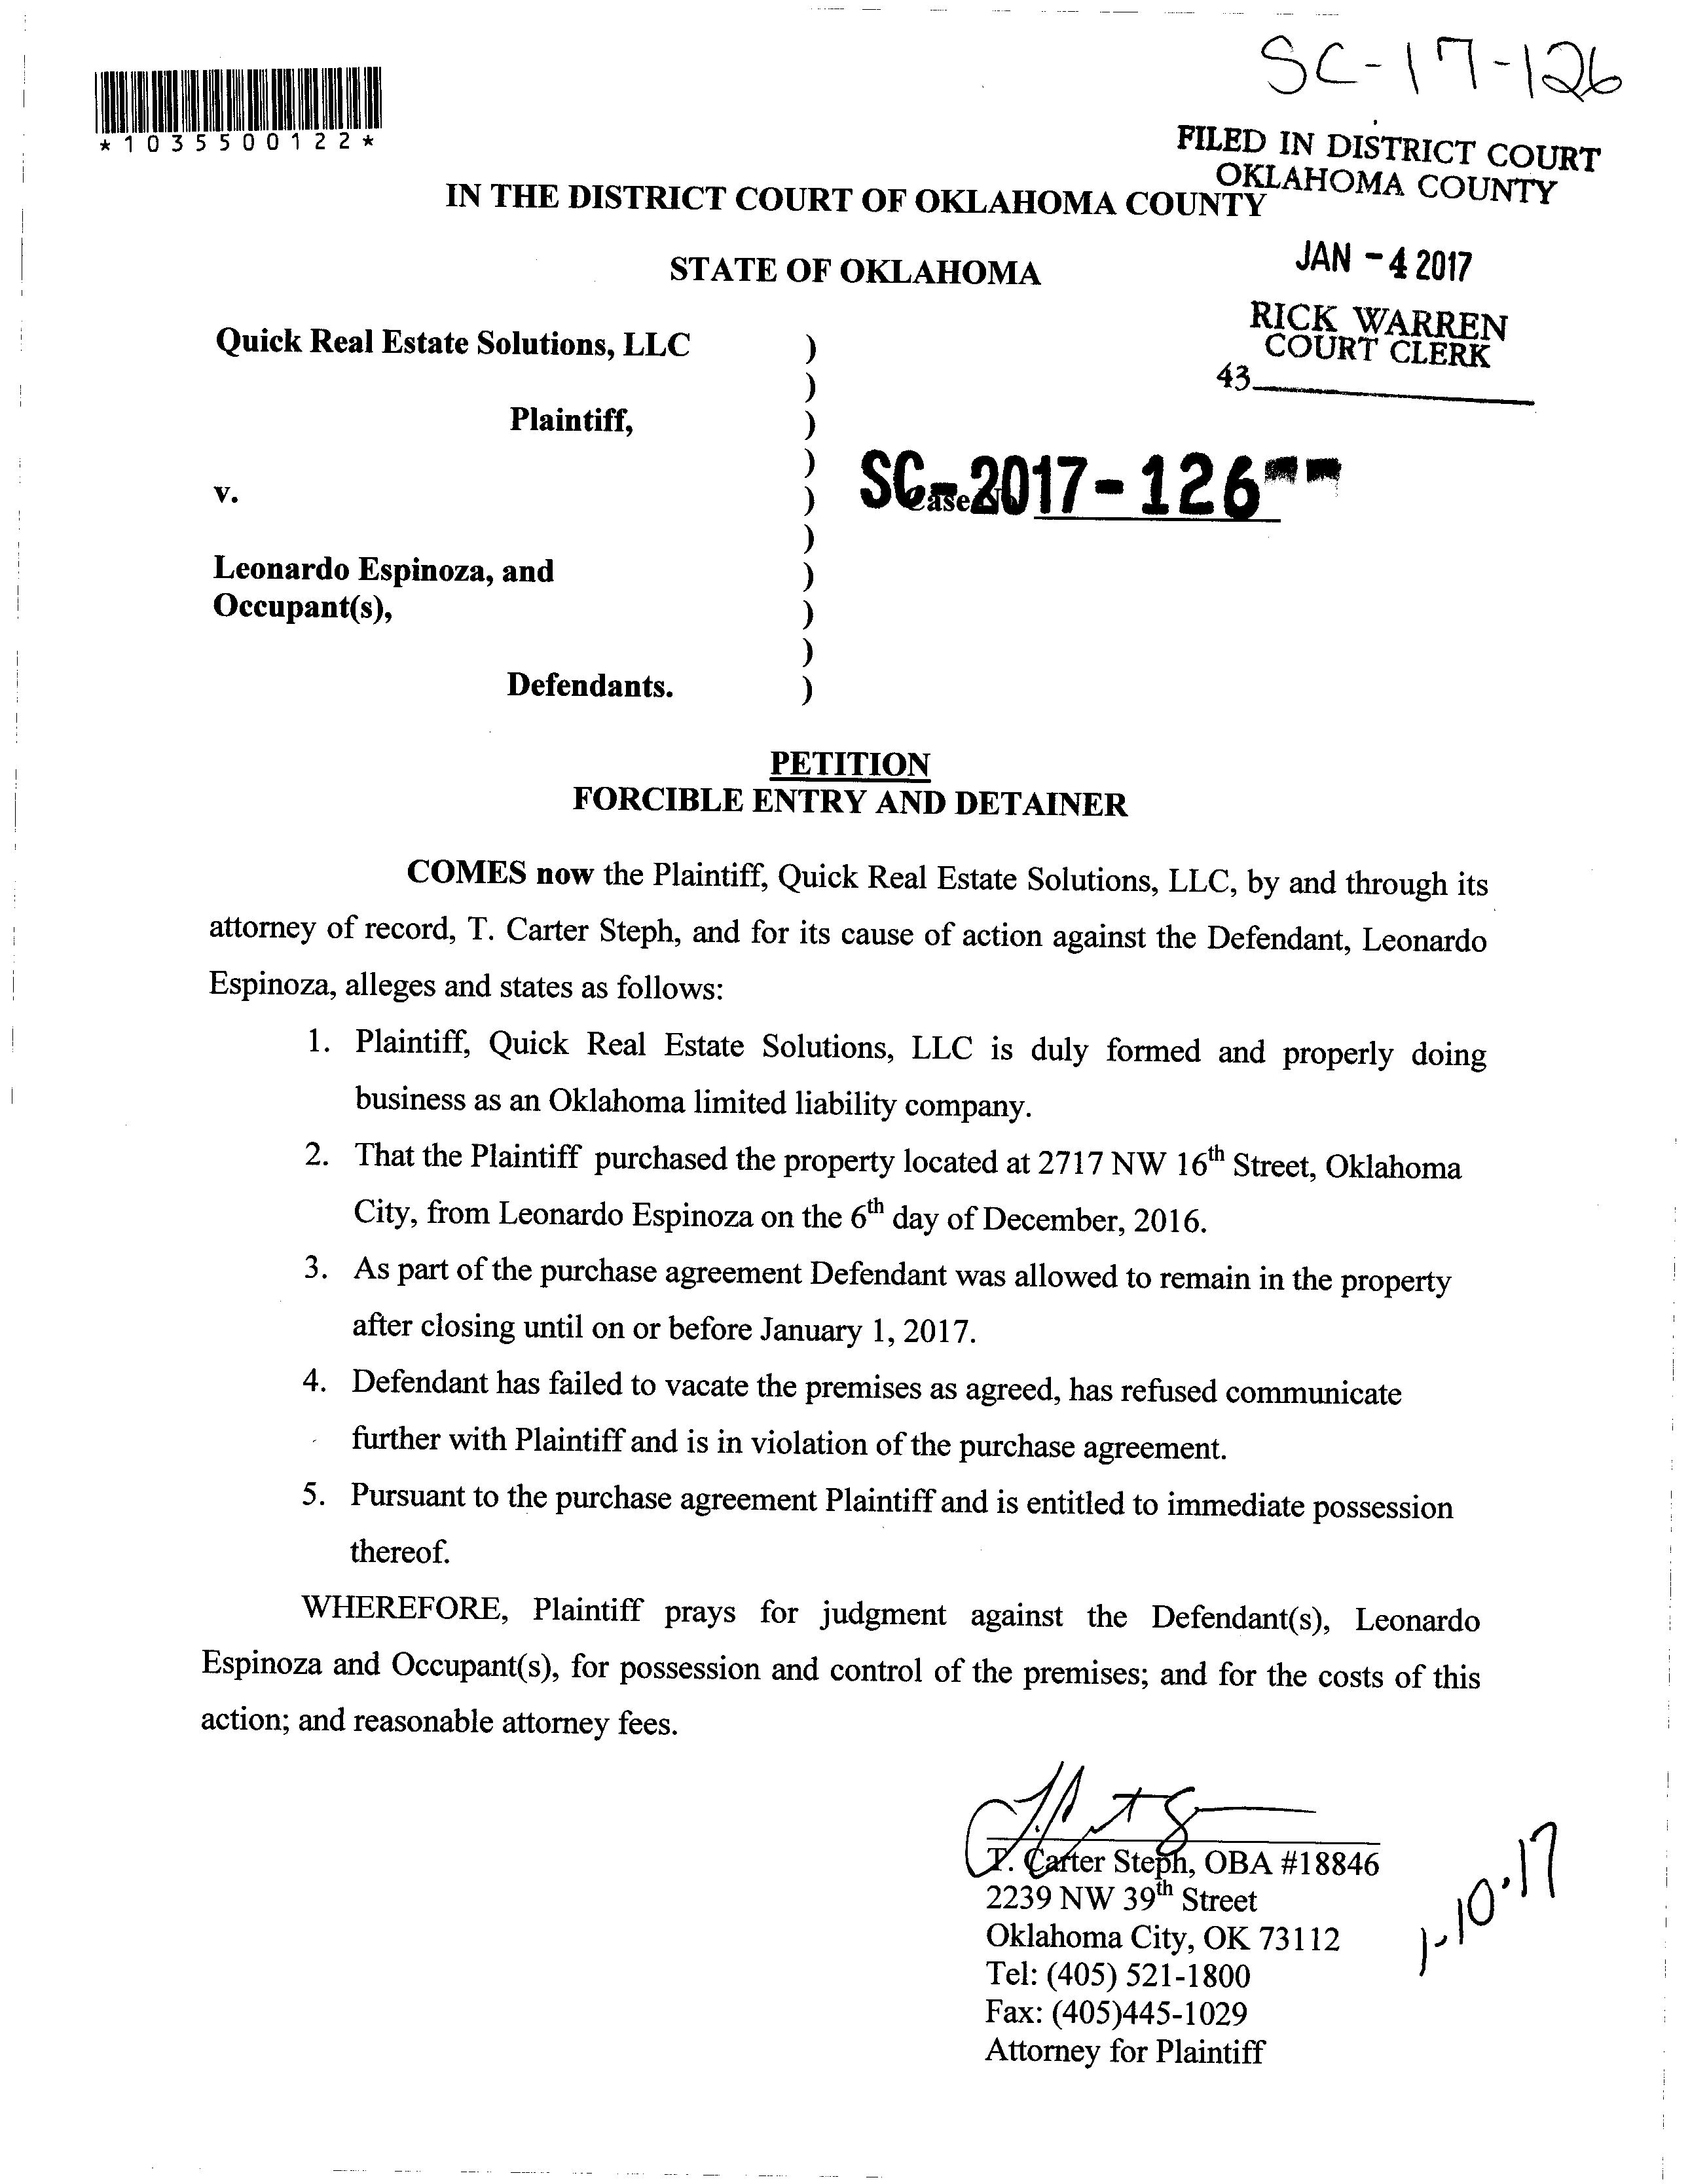 SC-17-126
*1035500122*
FILED IN DISTRICT COURT
OKLAHOMA COUNTY
IN THE DISTRICT COURT OF OKLAHOMA COUNTY
STATE OF OKLAHOMA
JAN - 4 2017
RICK WARREN
COURT CLERK
43
Quick Real Estate Solutions, LLC )
)
Plaintiff, )
)
v. )
SC-2017-126
)
Leonardo Espinoza, and )
Occupant(s), )
)
Defendants. )
PETITION
FORCIBLE ENTRY AND DETAINER
COMES now the Plaintiff, Quick Real Estate Solutions, LLC, by and through its
attorney of record, T. Carter Steph, and for its cause of action against the Defendant, Leonardo
Espinoza, alleges and states as follows:
1. Plaintiff, Quick Real Estate Solutions, LLC is duly formed and properly doing
business as an Oklahoma limited liability company.
2. That the Plaintiff purchased the property located at 2717 NW 16th Street, Oklahoma
City, from Leonardo Espinoza on the 6th day of December, 2016.
3. As part of the purchase agreement Defendant was allowed to remain in the property
after closing until on or before January 1, 2017.
4. Defendant has failed to vacate the premises as agreed, has refused communicate
further with Plaintiff and is in violation of the purchase agreement.
5. Pursuant to the purchase agreement Plaintiff and is entitled to immediate possession
thereof.
WHEREFORE, Plaintiff prays for judgment against the Defendant(s), Leonardo
Espinoza and Occupant(s), for possession and control of the premises; and for the costs of this
action; and reasonable attorney fees.
T. Carter Steph, OBA #18846
2239 NW 39th Street
Oklahoma City, OK 73112
Tel: (405) 521-1800
Fax: (405)445-1029
Attorney for Plaintiff
1-10-17